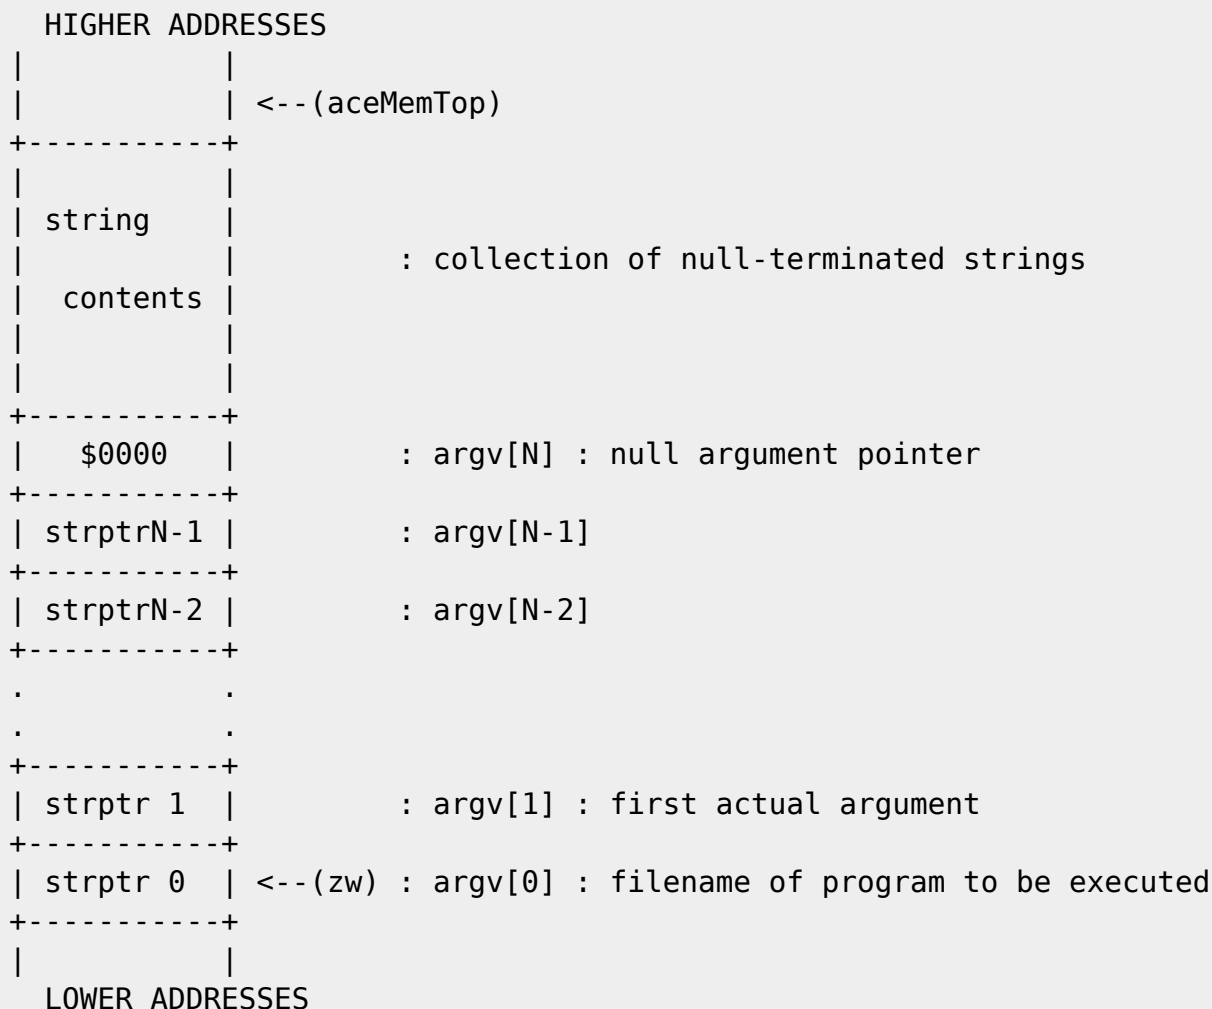 HIGHER ADDRESSES
|           |
|           | <--(aceMemTop)
+-----------+
|           |
| string    |
|           |         : collection of null-terminated strings
|  contents |
|           |
|           |
+-----------+
|   $0000   |         : argv[N] : null argument pointer
+-----------+
| strptrN-1 |         : argv[N-1]
+-----------+
| strptrN-2 |         : argv[N-2]
+-----------+
.           .
.           .
+-----------+
| strptr 1  |         : argv[1] : first actual argument
+-----------+
| strptr 0  | <--(zw) : argv[0] : filename of program to be executed
+-----------+
|           |
  LOWER ADDRESSES